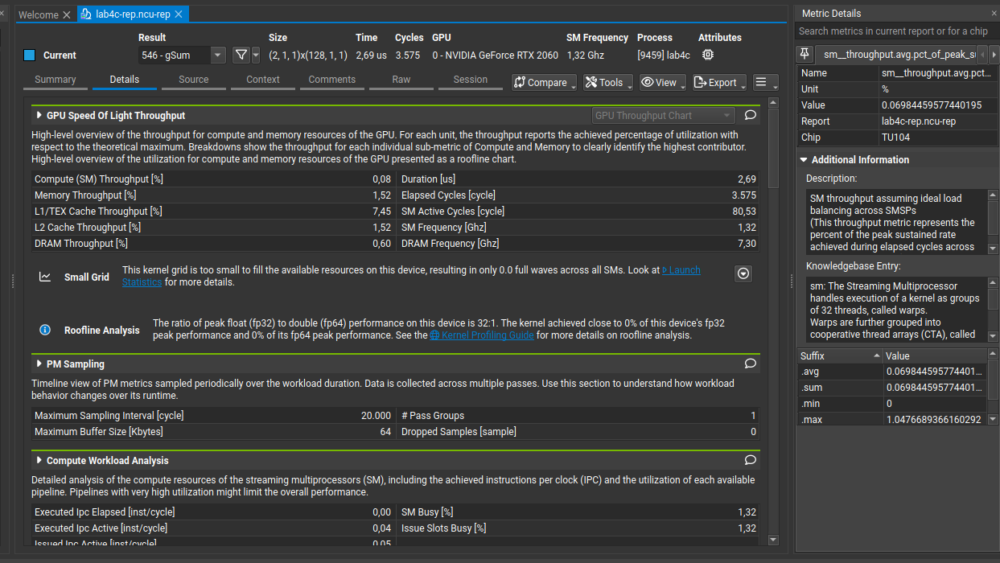 Welcome
lab4c-rep.ncu-rep
Result
Size
Time
Cycles
GPU
SM Frequency
Process
Attributes
Current
546 - gSum
(2, 1, 1)x(128, 1, 1)
2,69 us
3.575
0 - NVIDIA GeForce RTX 2060
1,32 Ghz
[9459] lab4c
Summary
Details
Source
Context
Comments
Raw
Session
Compare
Tools
View
Export
GPU Speed Of Light Throughput
GPU Throughput Chart
High-level overview of the throughput for compute and memory resources of the GPU. For each unit, the throughput reports the achieved percentage of utilization with
respect to the theoretical maximum. Breakdowns show the throughput for each individual sub-metric of Compute and Memory to clearly identify the highest contributor.
High-level overview of the utilization for compute and memory resources of the GPU presented as a roofline chart.
Compute (SM) Throughput [%] 0,08 Duration [us] 2,69
Memory Throughput [%] 1,52 Elapsed Cycles [cycle] 3.575
L1/TEX Cache Throughput [%] 7,45 SM Active Cycles [cycle] 80,53
L2 Cache Throughput [%] 1,52 SM Frequency [Ghz] 1,32
DRAM Throughput [%] 0,60 DRAM Frequency [Ghz] 7,30
Small Grid
This kernel grid is too small to fill the available resources on this device, resulting in only 0.0 full waves across all SMs. Look at Launch
Statistics for more details.
Roofline Analysis
The ratio of peak float (fp32) to double (fp64) performance on this device is 32:1. The kernel achieved close to 0% of this device's fp32
peak performance and 0% of its fp64 peak performance. See the Kernel Profiling Guide for more details on roofline analysis.
PM Sampling
Timeline view of PM metrics sampled periodically over the workload duration. Data is collected across multiple passes. Use this section to understand how workload
behavior changes over its runtime.
Maximum Sampling Interval [cycle] 20.000 # Pass Groups 1
Maximum Buffer Size [Kbytes] 64 Dropped Samples [sample] 0
Compute Workload Analysis
Detailed analysis of the compute resources of the streaming multiprocessors (SM), including the achieved instructions per clock (IPC) and the utilization of each available
pipeline. Pipelines with very high utilization might limit the overall performance.
Executed Ipc Elapsed [inst/cycle] 0,00 SM Busy [%] 1,32
Executed Ipc Active [inst/cycle] 0,04 Issue Slots Busy [%] 1,32
Issued Ipc Active [inst/cycle] 0,05
Metric Details
Search metrics in current report or for a chip
sm__throughput.avg.pct_of_peak_su
Name sm__throughput.avg.pct...
Unit %
Value 0.06984459577440195
Report lab4c-rep.ncu-rep
Chip TU104
Additional Information
Description:
SM throughput assuming ideal load
balancing across SMSPs
(This throughput metric represents the
percent of the peak sustained rate
achieved during elapsed cycles across
Knowledgebase Entry:
sm: The Streaming Multiprocessor
handles execution of a kernel as groups
of 32 threads, called warps.
Warps are further grouped into
cooperative thread arrays (CTA), called
Suffix Value
.avg 0.069844595774401...
.sum 0.069844595774401...
.min 0
.max 1.0476689366160292